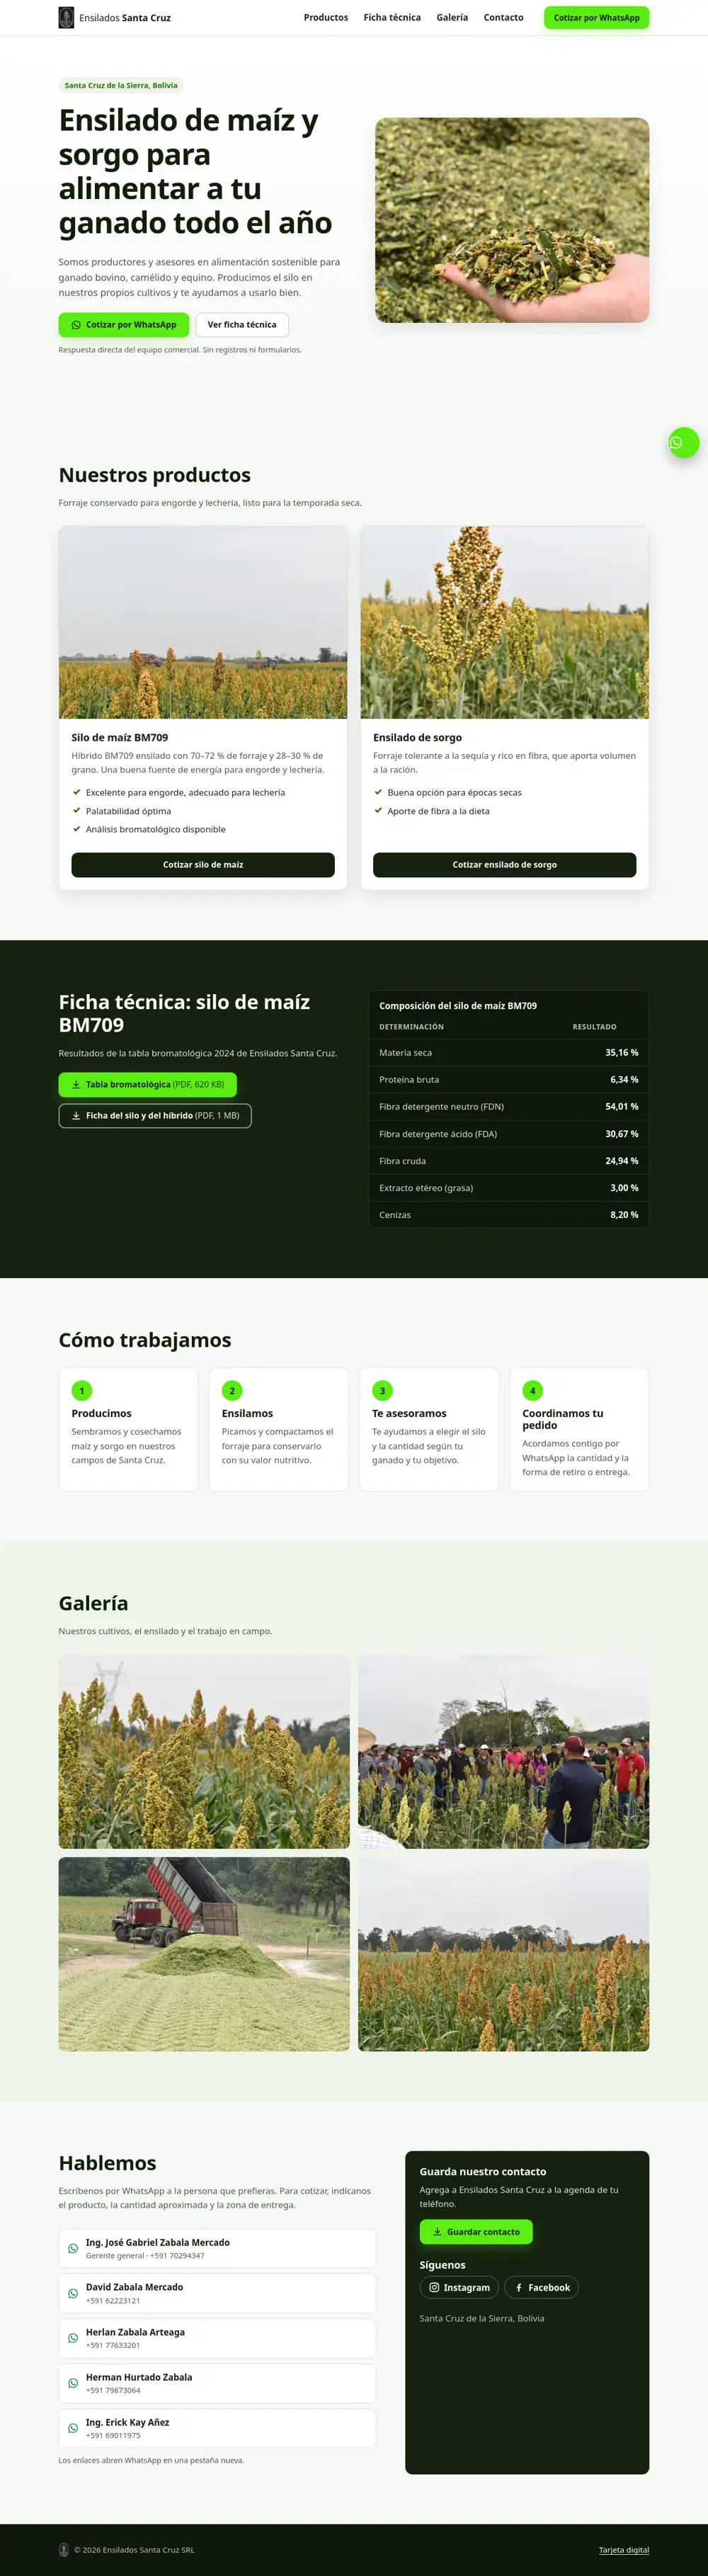 Ensilados Santa Cruz
Productos Ficha técnica Galería Contacto Cotizar por WhatsApp
Santa Cruz de la Sierra, Bolivia
Ensilado de maíz y
sorgo para
alimentar a tu
ganado todo el año
Somos productores y asesores en alimentación sostenible para
ganado bovino, camélido y equino. Producimos el silo en
nuestros propios cultivos y te ayudamos a usarlo bien.
Cotizar por WhatsApp Ver ficha técnica
Respuesta directa del equipo comercial. Sin registros ni formularios.
Nuestros productos
Forraje conservado para engorde y lechería, listo para la temporada seca.
Silo de maíz BM709
Híbrido BM709 ensilado con 70–72 % de forraje y 28–30 % de
grano. Una buena fuente de energía para engorde y lechería.
Excelente para engorde, adecuado para lechería
Palatabilidad óptima
Análisis bromatológico disponible
Cotizar silo de maíz
Ensilado de sorgo
Forraje tolerante a la sequía y rico en fibra, que aporta volumen
a la ración.
Buena opción para épocas secas
Aporte de fibra a la dieta
Cotizar ensilado de sorgo
Ficha técnica: silo de maíz
BM709
Resultados de la tabla bromatológica 2024 de Ensilados Santa Cruz.
Tabla bromatológica (PDF, 620 KB)
Ficha del silo y del híbrido (PDF, 1 MB)
Composición del silo de maíz BM709
DETERMINACIÓN RESULTADO
Materia seca 35,16 %
Proteína bruta 6,34 %
Fibra detergente neutro (FDN) 54,01 %
Fibra detergente ácido (FDA) 30,67 %
Fibra cruda 24,94 %
Extracto etéreo (grasa) 3,00 %
Cenizas 8,20 %
Cómo trabajamos
1
Producimos
Sembramos y cosechamos
maíz y sorgo en nuestros
campos de Santa Cruz.
2
Ensilamos
Picamos y compactamos el
forraje para conservarlo
con su valor nutritivo.
3
Te asesoramos
Te ayudamos a elegir el silo
y la cantidad según tu
ganado y tu objetivo.
4
Coordinamos tu
pedido
Acordamos contigo por
WhatsApp la cantidad y la
forma de retiro o entrega.
Galería
Nuestros cultivos, el ensilado y el trabajo en campo.
Hablemos
Escríbenos por WhatsApp a la persona que prefieras. Para cotizar, indícanos
el producto, la cantidad aproximada y la zona de entrega.
Ing. José Gabriel Zabala Mercado
Gerente general · +591 70294347
David Zabala Mercado
+591 62223121
Herlan Zabala Arteaga
+591 77633201
Herman Hurtado Zabala
+591 79873064
Ing. Erick Kay Añez
+591 69011975
Los enlaces abren WhatsApp en una pestaña nueva.
Guarda nuestro contacto
Agrega a Ensilados Santa Cruz a la agenda de tu
teléfono.
Guardar contacto
Síguenos
Instagram Facebook
Santa Cruz de la Sierra, Bolivia
© 2026 Ensilados Santa Cruz SRL
Tarjeta digital